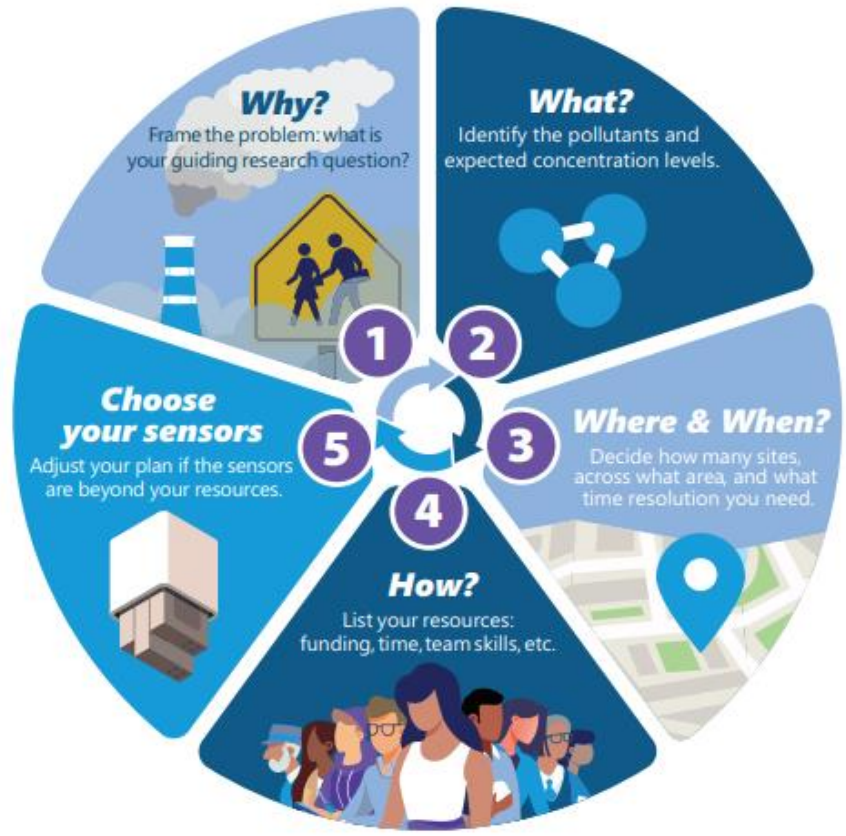 Why?
Frame the problem: what is
your guiding research question?
1
What?
Identify the pollutants and
expected concentration levels.
2
Where & When?
Decide how many sites,
across what area, and what
time resolution you need.
3
How?
List your resources:
funding, time, team skills, etc.
4
Choose
your sensors
Adjust your plan if the sensors
are beyond your resources.
5